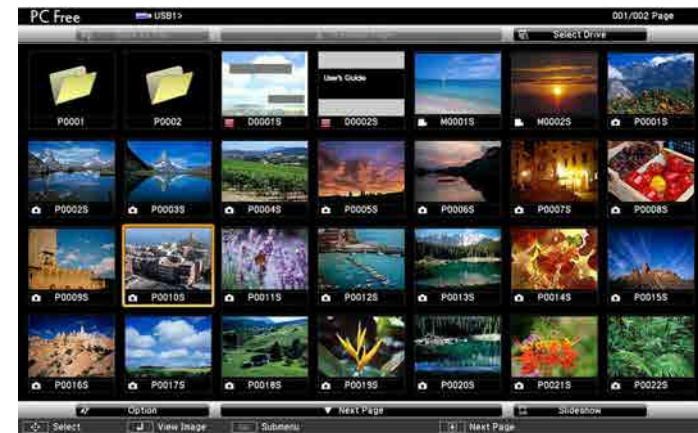 PC Free USB1> 001/002 Page
Select Drive
User's Guide
P0001 P0002 D0001S D0002S M0001S M0002S P0001S
P0002S P0003S P0004S P0005S P0006S P0007S P0008S
P0009S P0010S P0011S P0012S P0013S P0014S P0015S
P0016S P0017S P0018S P0019S P0020S P0021S P0022S
Option ▼ Next Page Slideshow
Select View Image Submenu Next Page